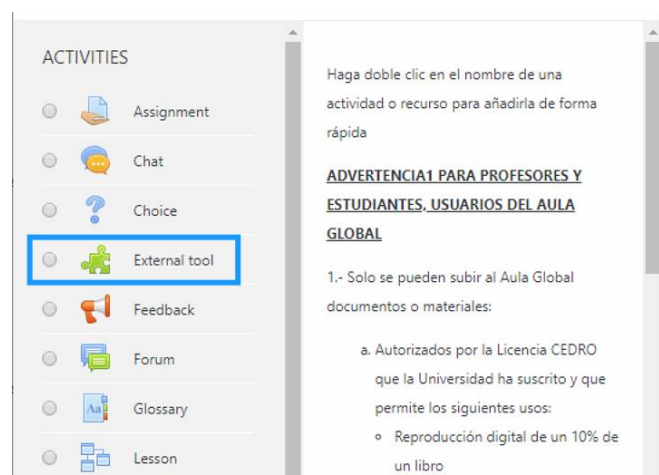 ACTIVITIES
Assignment
Chat
Choice
External tool
Feedback
Forum
Aa
Glossary
Lesson
Haga doble clic en el nombre de una
actividad o recurso para añadirla de forma
rápida
ADVERTENCIA1 PARA PROFESORES Y
ESTUDIANTES, USUARIOS DEL AULA
GLOBAL
1.- Solo se pueden subir al Aula Global
documentos o materiales:
a. Autorizados por la Licencia CEDRO
que la Universidad ha suscrito y que
permite los siguientes usos:
Reproducción digital de un 10% de
un libro